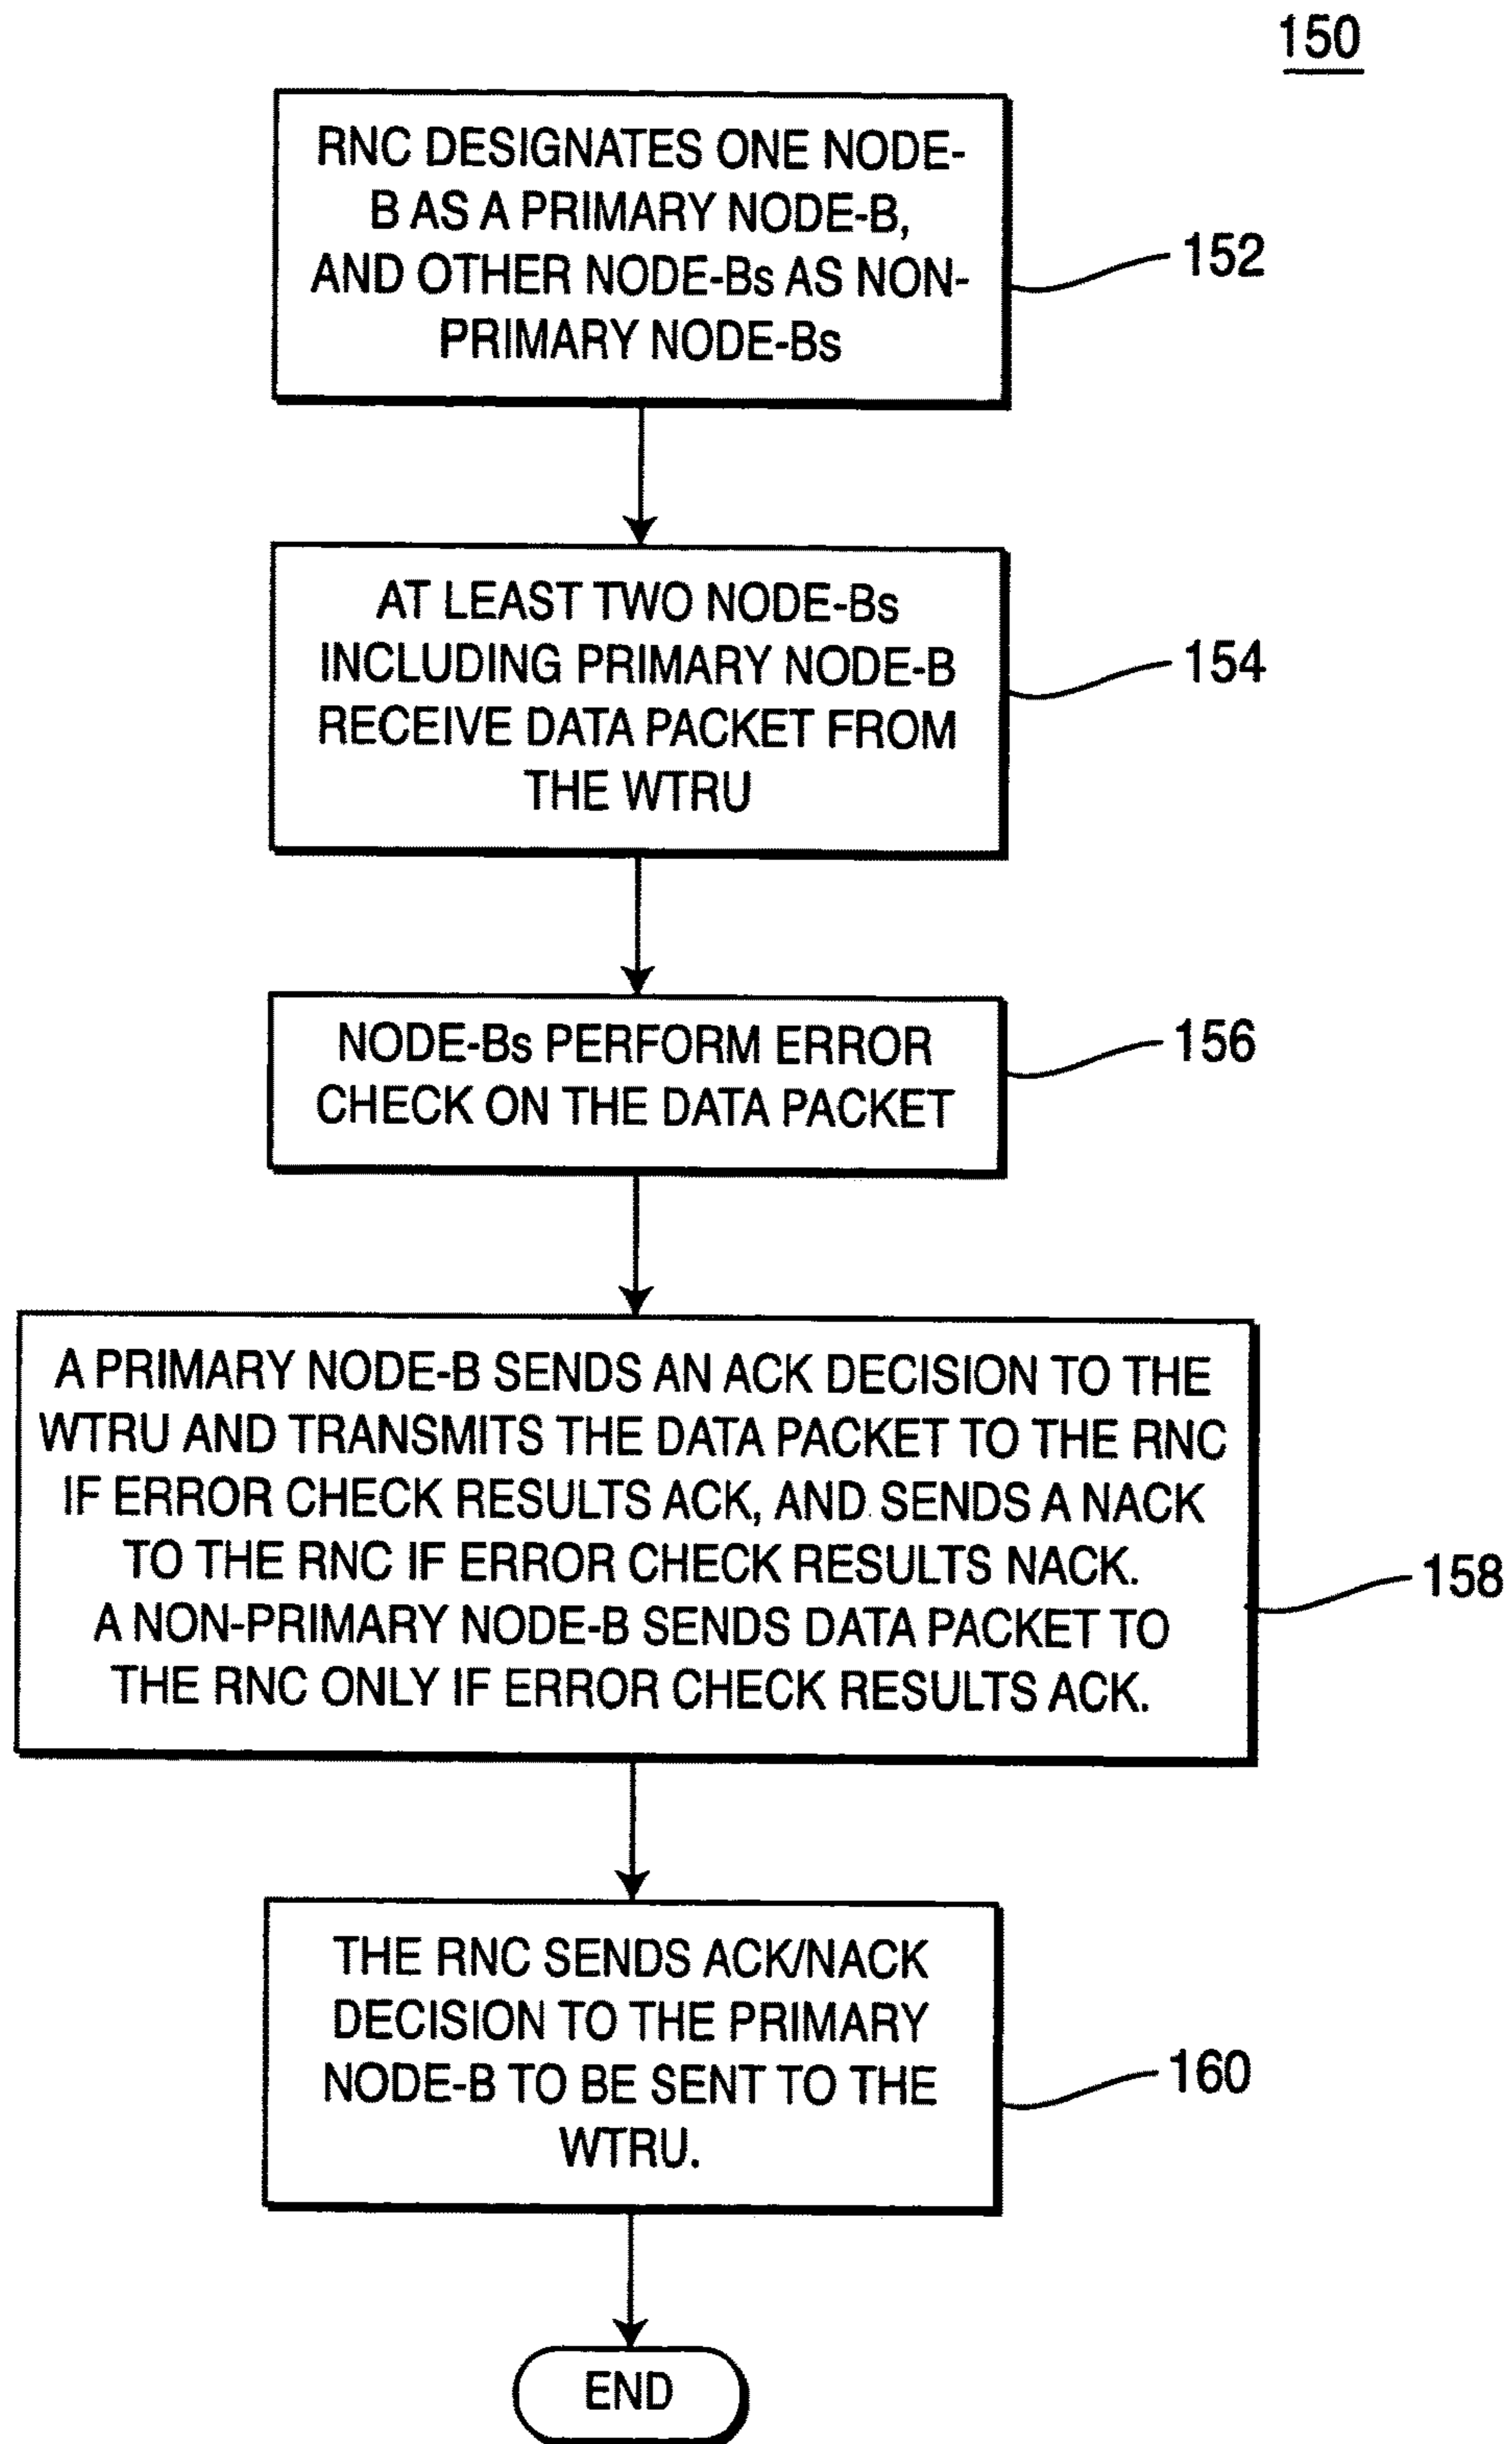 150
RNC DESIGNATES ONE NODE-
B AS A PRIMARY NODE-B,
AND OTHER NODE-Bs AS NON-
PRIMARY NODE-Bs
152
AT LEAST TWO NODE-Bs
INCLUDING PRIMARY NODE-B
RECEIVE DATA PACKET FROM
THE WTRU
154
NODE-Bs PERFORM ERROR
CHECK ON THE DATA PACKET
156
A PRIMARY NODE-B SENDS AN ACK DECISION TO THE
WTRU AND TRANSMITS THE DATA PACKET TO THE RNC
IF ERROR CHECK RESULTS ACK, AND SENDS A NACK
TO THE RNC IF ERROR CHECK RESULTS NACK.
A NON-PRIMARY NODE-B SENDS DATA PACKET TO
THE RNC ONLY IF ERROR CHECK RESULTS ACK.
158
THE RNC SENDS ACK/NACK
DECISION TO THE PRIMARY
NODE-B TO BE SENT TO THE
WTRU.
160
END